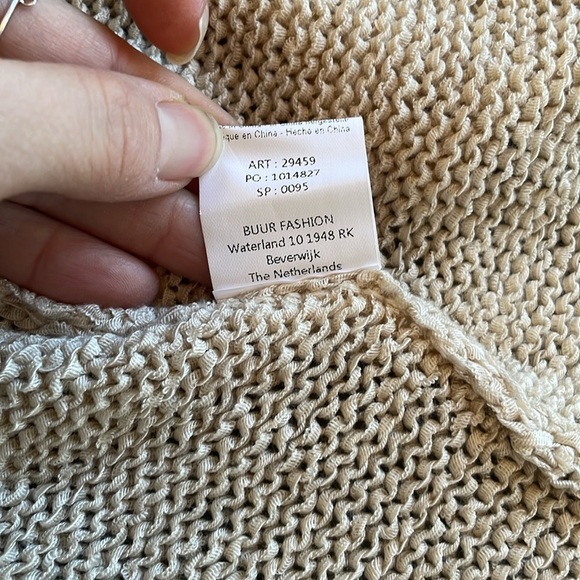 que en China - Hecho en China
ART : 29459
PO : 1014827
SP : 0095
BUUR FASHION
Waterland 10 1948 RK
Beverwijk
The Netherlands